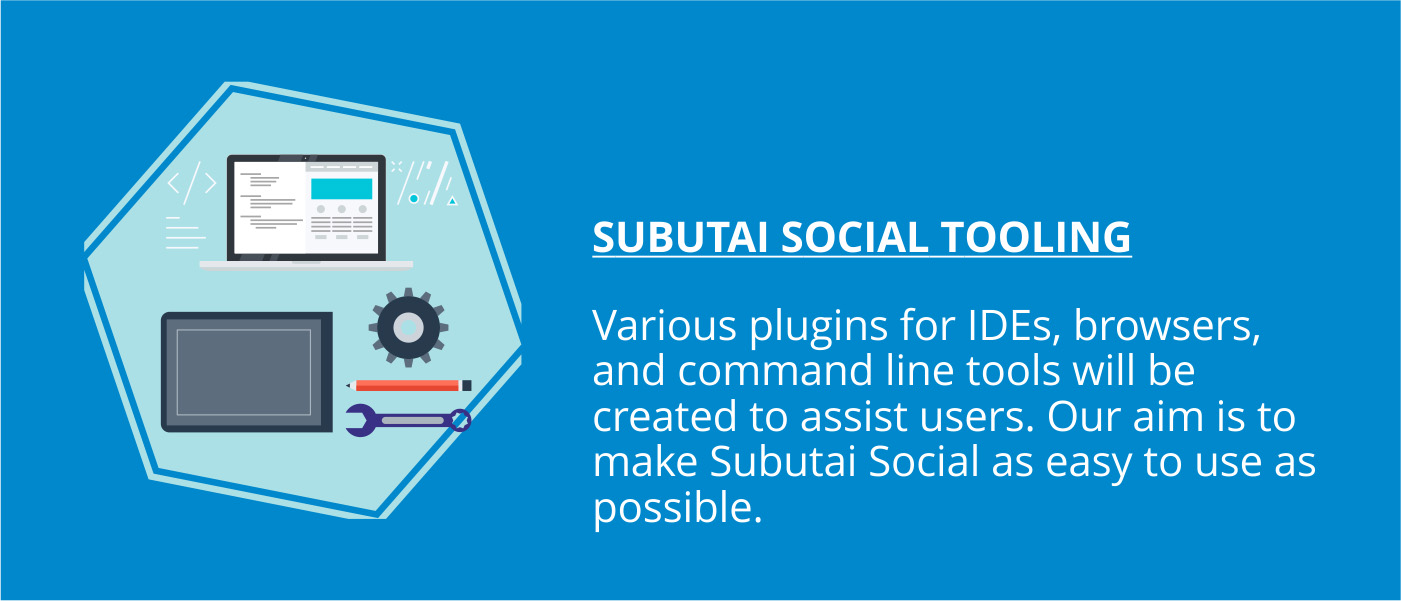 SUBUTAI SOCIAL TOOLING
Various plugins for IDEs, browsers,
and command line tools will be
created to assist users. Our aim is to
make Subutai Social as easy to use as
possible.